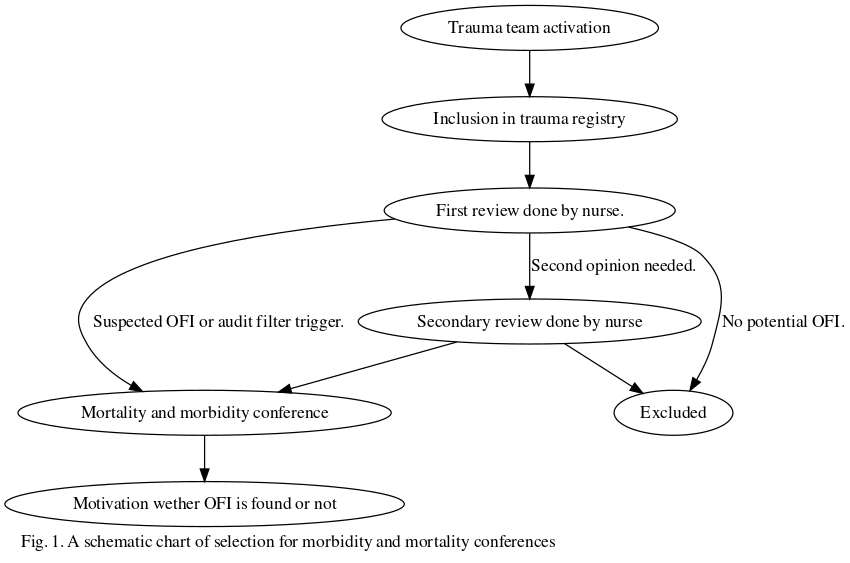 Trauma team activation
Inclusion in trauma registry
First review done by nurse.
Second opinion needed.
Suspected OFI or audit filter trigger.
Secondary review done by nurse
No potential OFI.
Mortality and morbidity conference
Excluded
Motivation wether OFI is found or not
Fig. 1. A schematic chart of selection for morbidity and mortality conferences